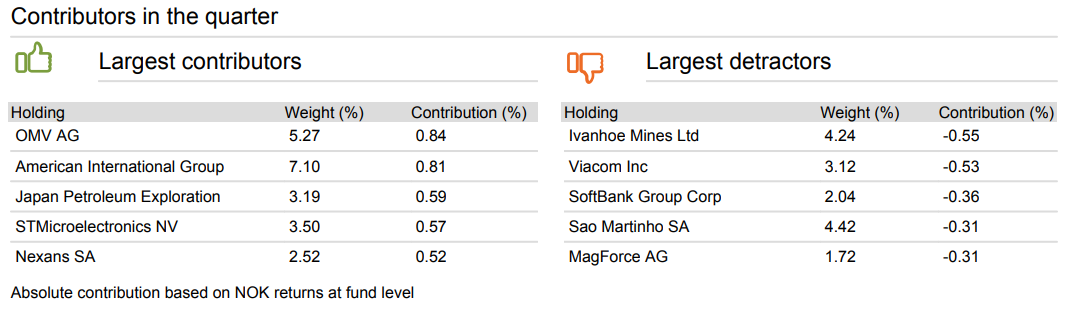 Contributors in the quarter
Largest contributors
Holding Weight (%) Contribution (%)
OMV AG 5.27 0.84
American International Group 7.10 0.81
Japan Petroleum Exploration 3.19 0.59
STMicroelectronics NV 3.50 0.57
Nexans SA 2.52 0.52
Largest detractors
Holding Weight (%) Contribution (%)
Ivanhoe Mines Ltd 4.24 -0.55
Viacom Inc 3.12 -0.53
SoftBank Group Corp 2.04 -0.36
Sao Martinho SA 4.42 -0.31
MagForce AG 1.72 -0.31
Absolute contribution based on NOK returns at fund level